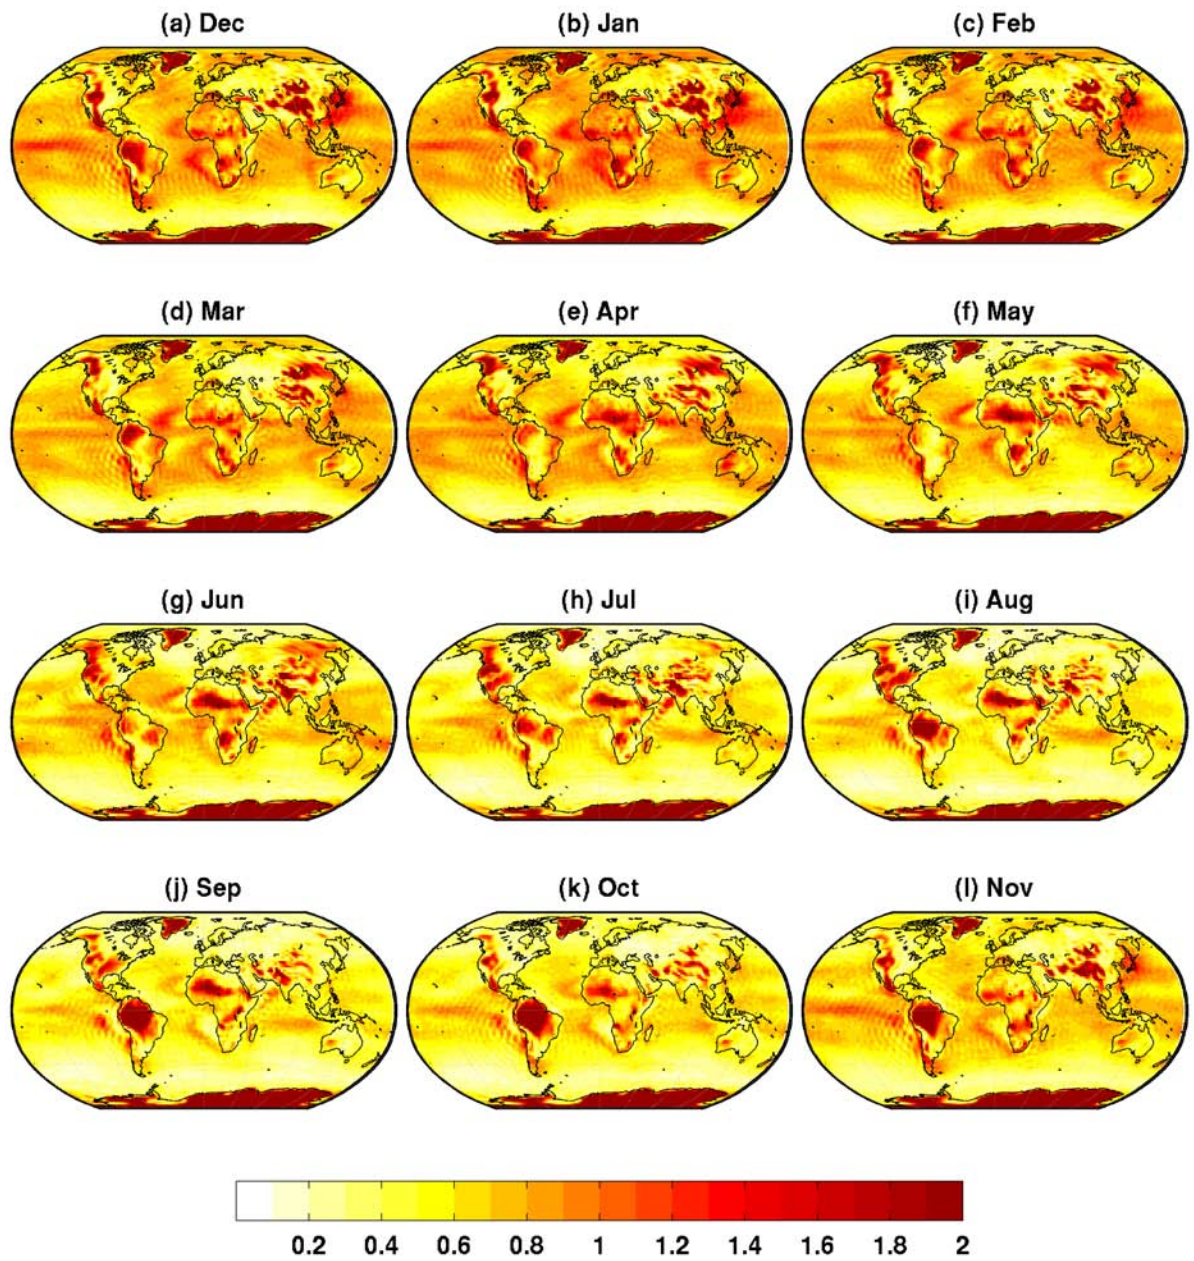 (a) Dec (b) Jan (c) Feb
(d) Mar (e) Apr (f) May
(g) Jun (h) Jul (i) Aug
(j) Sep (k) Oct (l) Nov
0.2 0.4 0.6 0.8 1 1.2 1.4 1.6 1.8 2